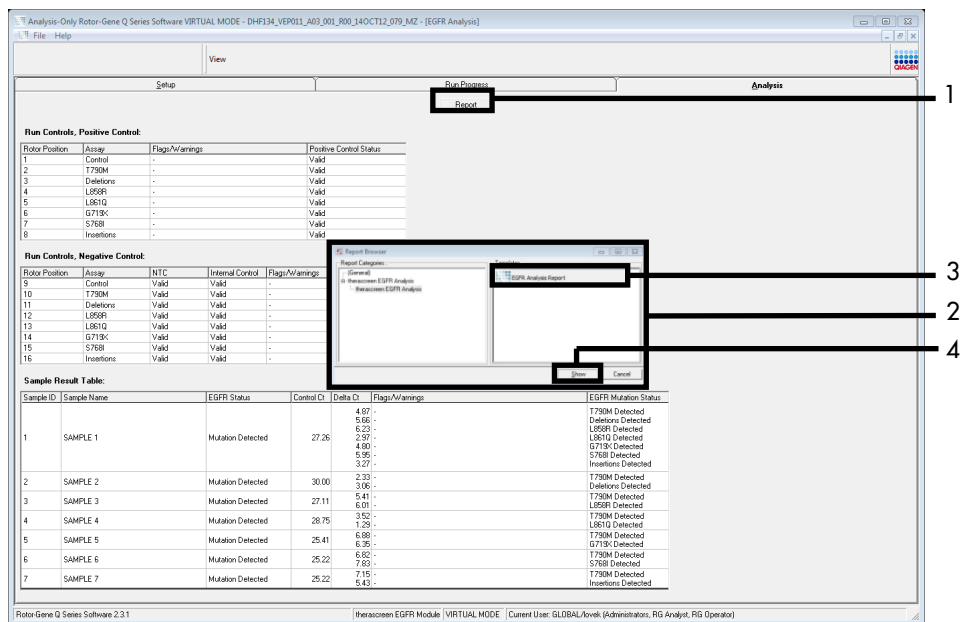 Analysis-Only Rotor-Gene Q Series Software VIRTUAL MODE - DHF134_VEP011_A03_001_R00_14OCT12_079_MZ - [EGFR Analysis]
File Help
View
QIAGEN
Setup Run Progress Analysis
Report
1
Run Controls, Positive Control:
Rotor Position Assay Flags/Warnings Positive Control Status
1 Control - Valid
2 T790M - Valid
3 Deletions - Valid
4 L858R - Valid
5 L861Q - Valid
6 G719X - Valid
7 S768I - Valid
8 Insertions - Valid
Run Controls, Negative Control:
Rotor Position Assay NTC Internal Control Flags/Warnings
9 Control Valid Valid -
10 T790M Valid Valid -
11 Deletions Valid Valid -
12 L858R Valid Valid -
13 L861Q Valid Valid -
14 G719X Valid Valid -
15 S768I Valid Valid -
16 Insertions Valid Valid -
Report Browser
Report Categories
Templates
(General)
therascreen EGFR Analysis
therascreen EGFR Analysis
EGFR Analysis Report
Show Cancel
3
2
4
Sample Result Table:
Sample ID Sample Name EGFR Status Control Ct Delta Ct Flags/Warnings EGFR Mutation Status
1 SAMPLE 1 Mutation Detected 27.26
4.87 - T790M Detected
5.66 - Deletions Detected
6.23 - L858R Detected
2.97 - L861Q Detected
4.80 - G719X Detected
5.95 - S768I Detected
3.27 - Insertions Detected
2 SAMPLE 2 Mutation Detected 30.00
2.33 - T790M Detected
3.06 - Deletions Detected
3 SAMPLE 3 Mutation Detected 27.11
5.41 - T790M Detected
6.01 - L858R Detected
4 SAMPLE 4 Mutation Detected 28.75
3.52 - T790M Detected
1.29 - L861Q Detected
5 SAMPLE 5 Mutation Detected 25.41
6.88 - T790M Detected
6.35 - G719X Detected
6 SAMPLE 6 Mutation Detected 25.22
6.82 - T790M Detected
7.83 - S768I Detected
7 SAMPLE 7 Mutation Detected 25.22
7.15 - T790M Detected
5.43 - Insertions Detected
Rotor-Gene Q Series Software 2.3.1 therascreen EGFR Module VIRTUAL MODE Current User: GLOBAL/lovek (Administrators, RG Analyst, RG Operator)